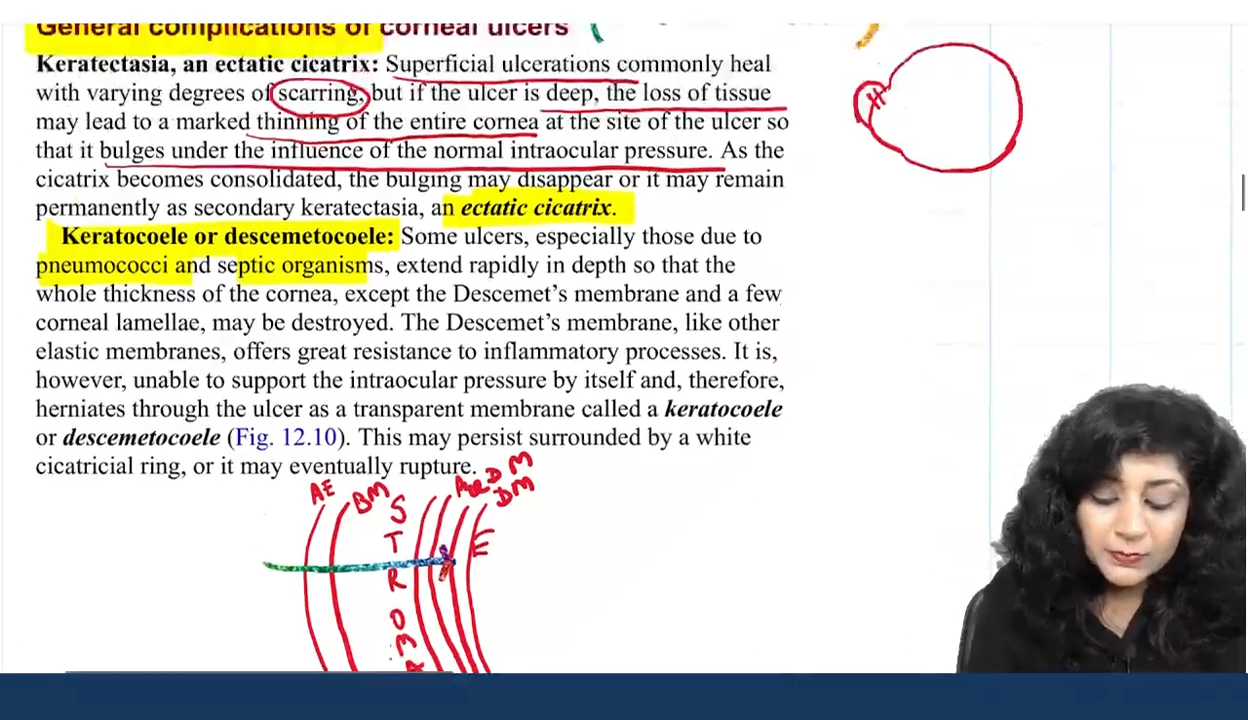 General complications of corneal ulcers
Keratectasia, an ectatic cicatrix: Superficial ulcerations commonly heal
with varying degrees of scarring, but if the ulcer is deep, the loss of tissue
may lead to a marked thinning of the entire cornea at the site of the ulcer so
that it bulges under the influence of the normal intraocular pressure. As the
cicatrix becomes consolidated, the bulging may disappear or it may remain
permanently as secondary keratectasia, an ectatic cicatrix.
Keratocoele or descemetocoele: Some ulcers, especially those due to
pneumococci and septic organisms, extend rapidly in depth so that the
whole thickness of the cornea, except the Descemet’s membrane and a few
corneal lamellae, may be destroyed. The Descemet’s membrane, like other
elastic membranes, offers great resistance to inflammatory processes. It is,
however, unable to support the intraocular pressure by itself and, therefore,
herniates through the ulcer as a transparent membrane called a keratocoele
or descemetocoele (Fig. 12.10). This may persist surrounded by a white
cicatricial ring, or it may eventually rupture.
AE
BM
STROMA
DM
E